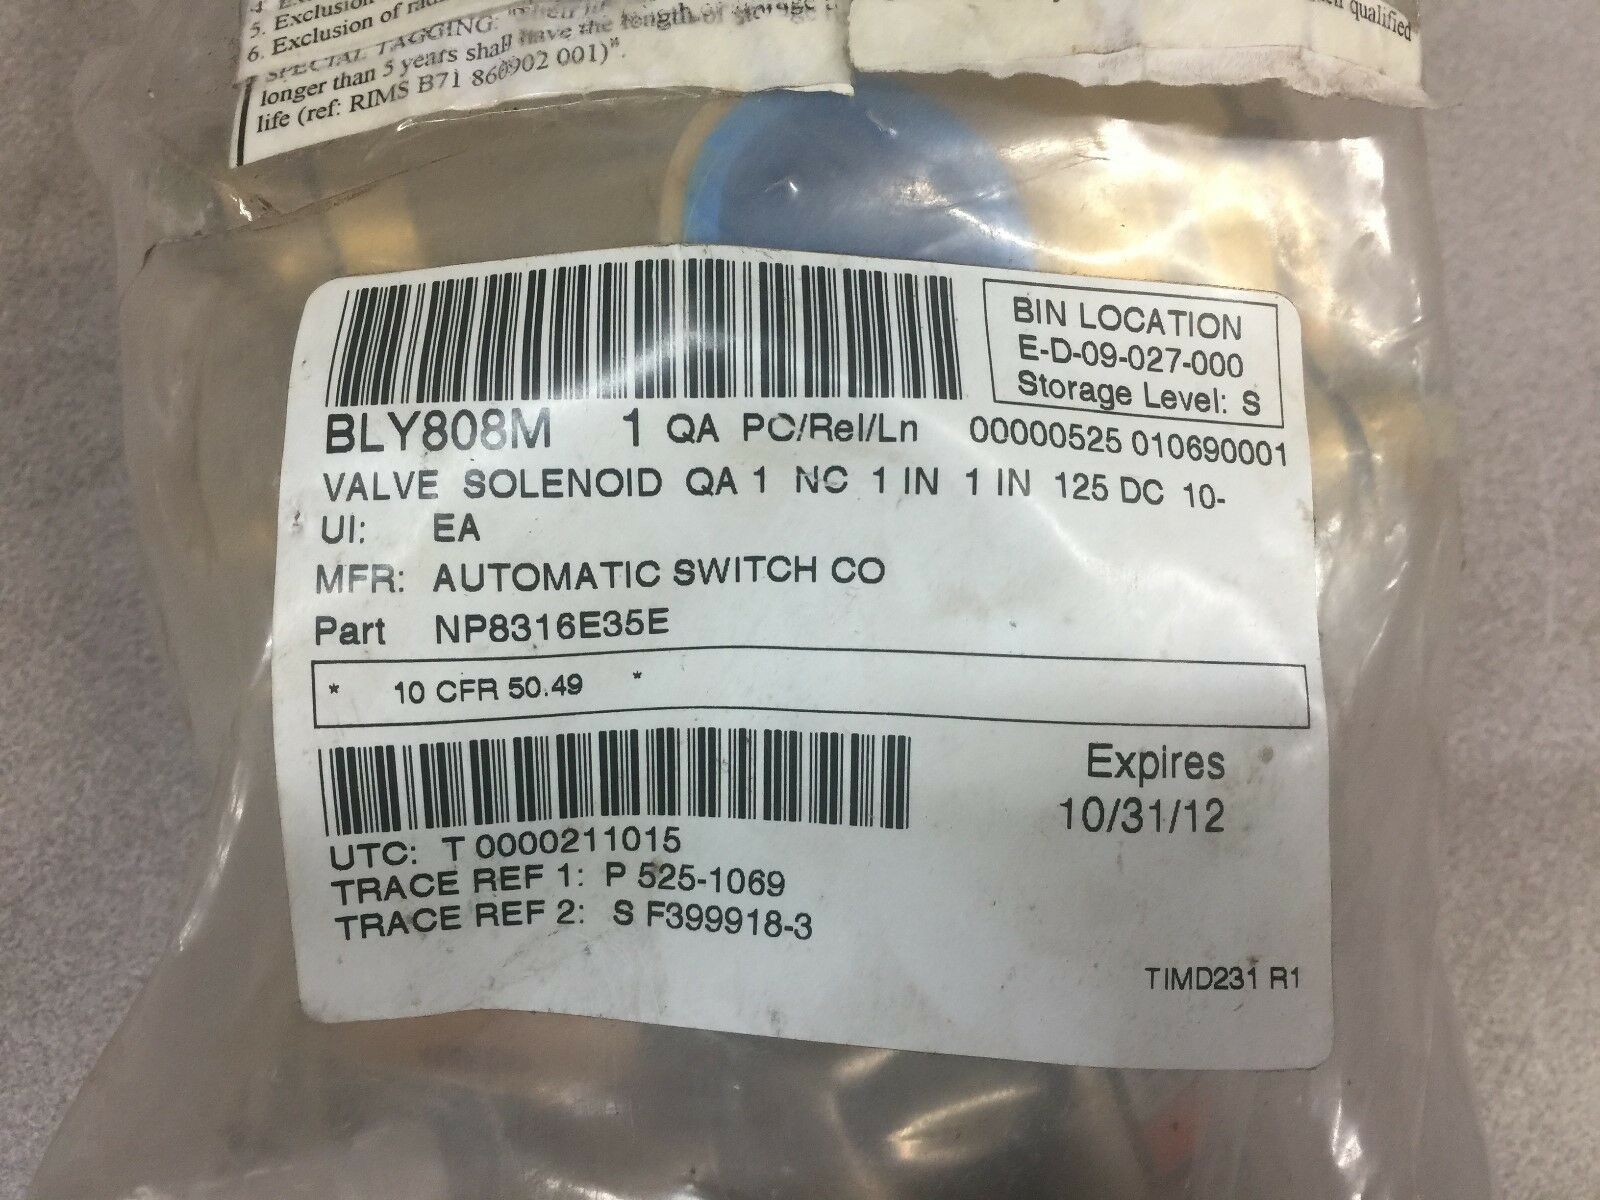 5. Exclusion
6. Exclusion of
SPECIAL TAGGING:
longer than 5 years shall have the length of storage
life (ref: RIMS B71 860902 001)".
qualified
BIN LOCATION
E-D-09-027-000
Storage Level: S
BLY808M 1 QA PC/Rel/Ln 00000525 010690001
VALVE SOLENOID QA 1 NC 1 IN 1 IN 125 DC 10-
UI: EA
MFR: AUTOMATIC SWITCH CO
Part NP8316E35E
* 10 CFR 50.49 *
Expires
10/31/12
UTC: T 0000211015
TRACE REF 1: P 525-1069
TRACE REF 2: S F399918-3
TIMD231 R1